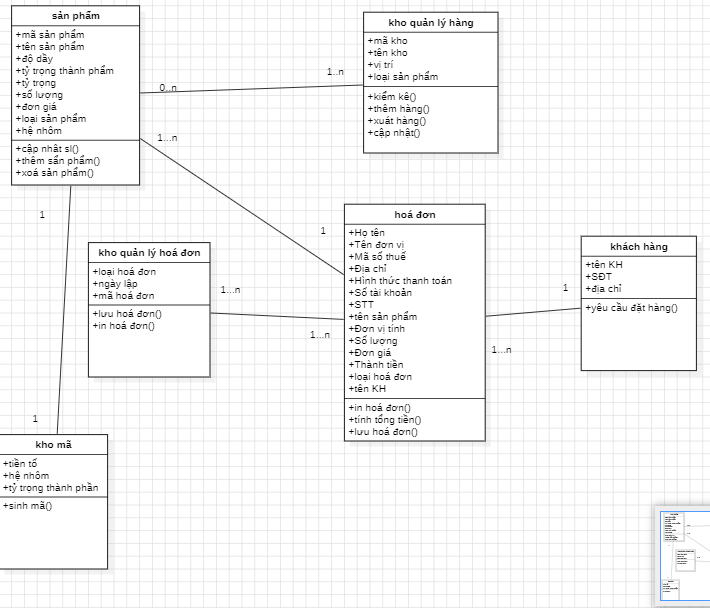 sản phẩm
+mã sản phẩm
+tên sản phẩm
+độ dầy
+tỷ trọng thành phẩm
+tỷ trọng
+số lượng
+đơn giá
+loại sản phẩm
+hệ nhôm
+cập nhật sl()
+thêm sản phẩm()
+xoá sản phẩm()
0..n
1..n
kho quản lý hàng
+mã kho
+tên kho
+vị trí
+loại sản phẩm
+kiểm kê()
+thêm hàng()
+xuát hàng()
+cập nhật()
1...n
1
1
kho quản lý hoá đơn
+loại hoá đơn
+ngày lập
+mã hoá đơn
+lưu hoá đơn()
+in hoá đơn()
1...n
1...n
hoá đơn
+Họ tên
+Tên đơn vị
+Mã số thuế
+Địa chỉ
+Hình thức thanh toán
+Số tài khoản
+STT
+tên sản phẩm
+Đơn vị tính
+Số lượng
+Đơn giá
+Thành tiền
+loại hoá đơn
+tên KH
+in hoá đơn()
+tính tổng tiền()
+lưu hoá đơn()
1...n
1
khách hàng
+tên KH
+SĐT
+địa chỉ
+yêu cầu đặt hàng()
1
kho mã
+tiền tố
+hệ nhôm
+tỷ trọng thành phần
+sinh mã()